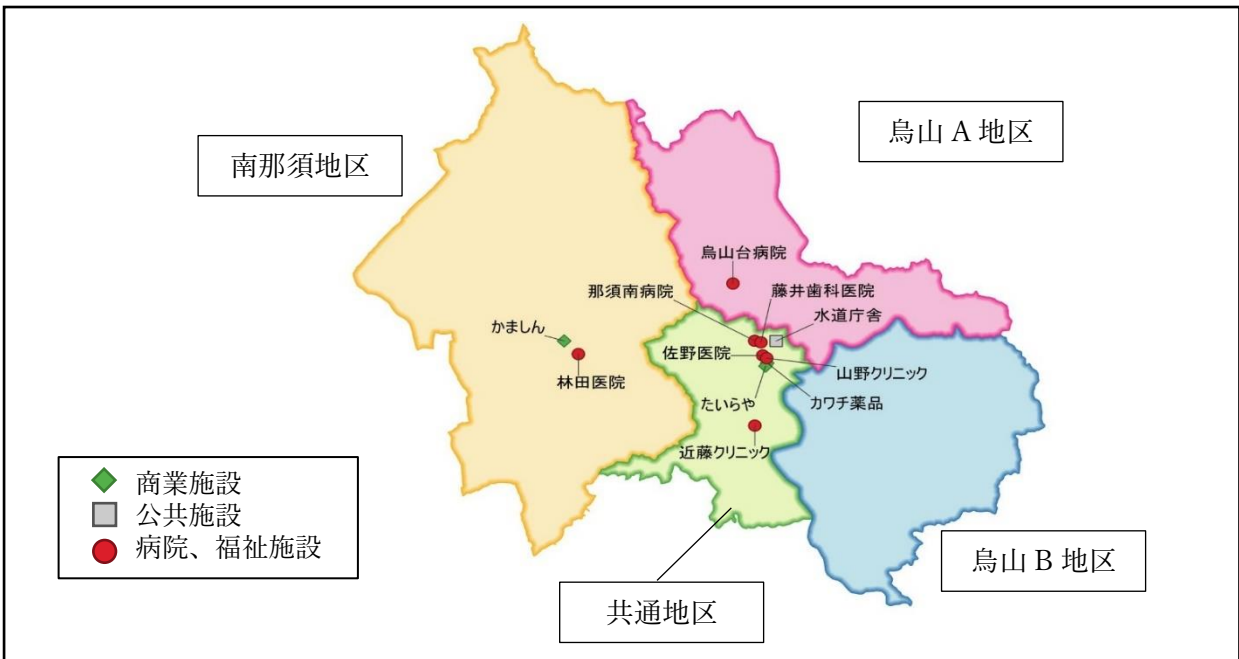 烏山 A 地区
南那須地区
烏山台病院
那須南病院
藤井歯科医院
水道庁舎
かましん
佐野医院
山野クリニック
林田医院
たいらや
カワチ薬品
近藤クリニック
商業施設
公共施設
病院、福祉施設
烏山 B 地区
共通地区